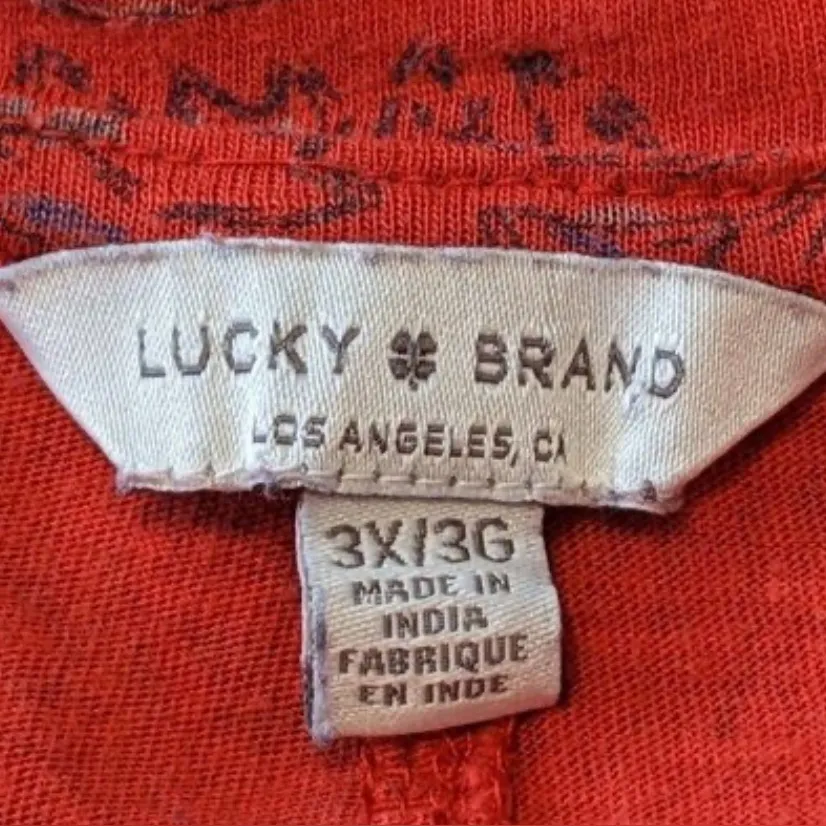 LUCKY BRAND
LOS ANGELES, CA
3X/3G
MADE IN
INDIA
FABRIQUE
EN INDE